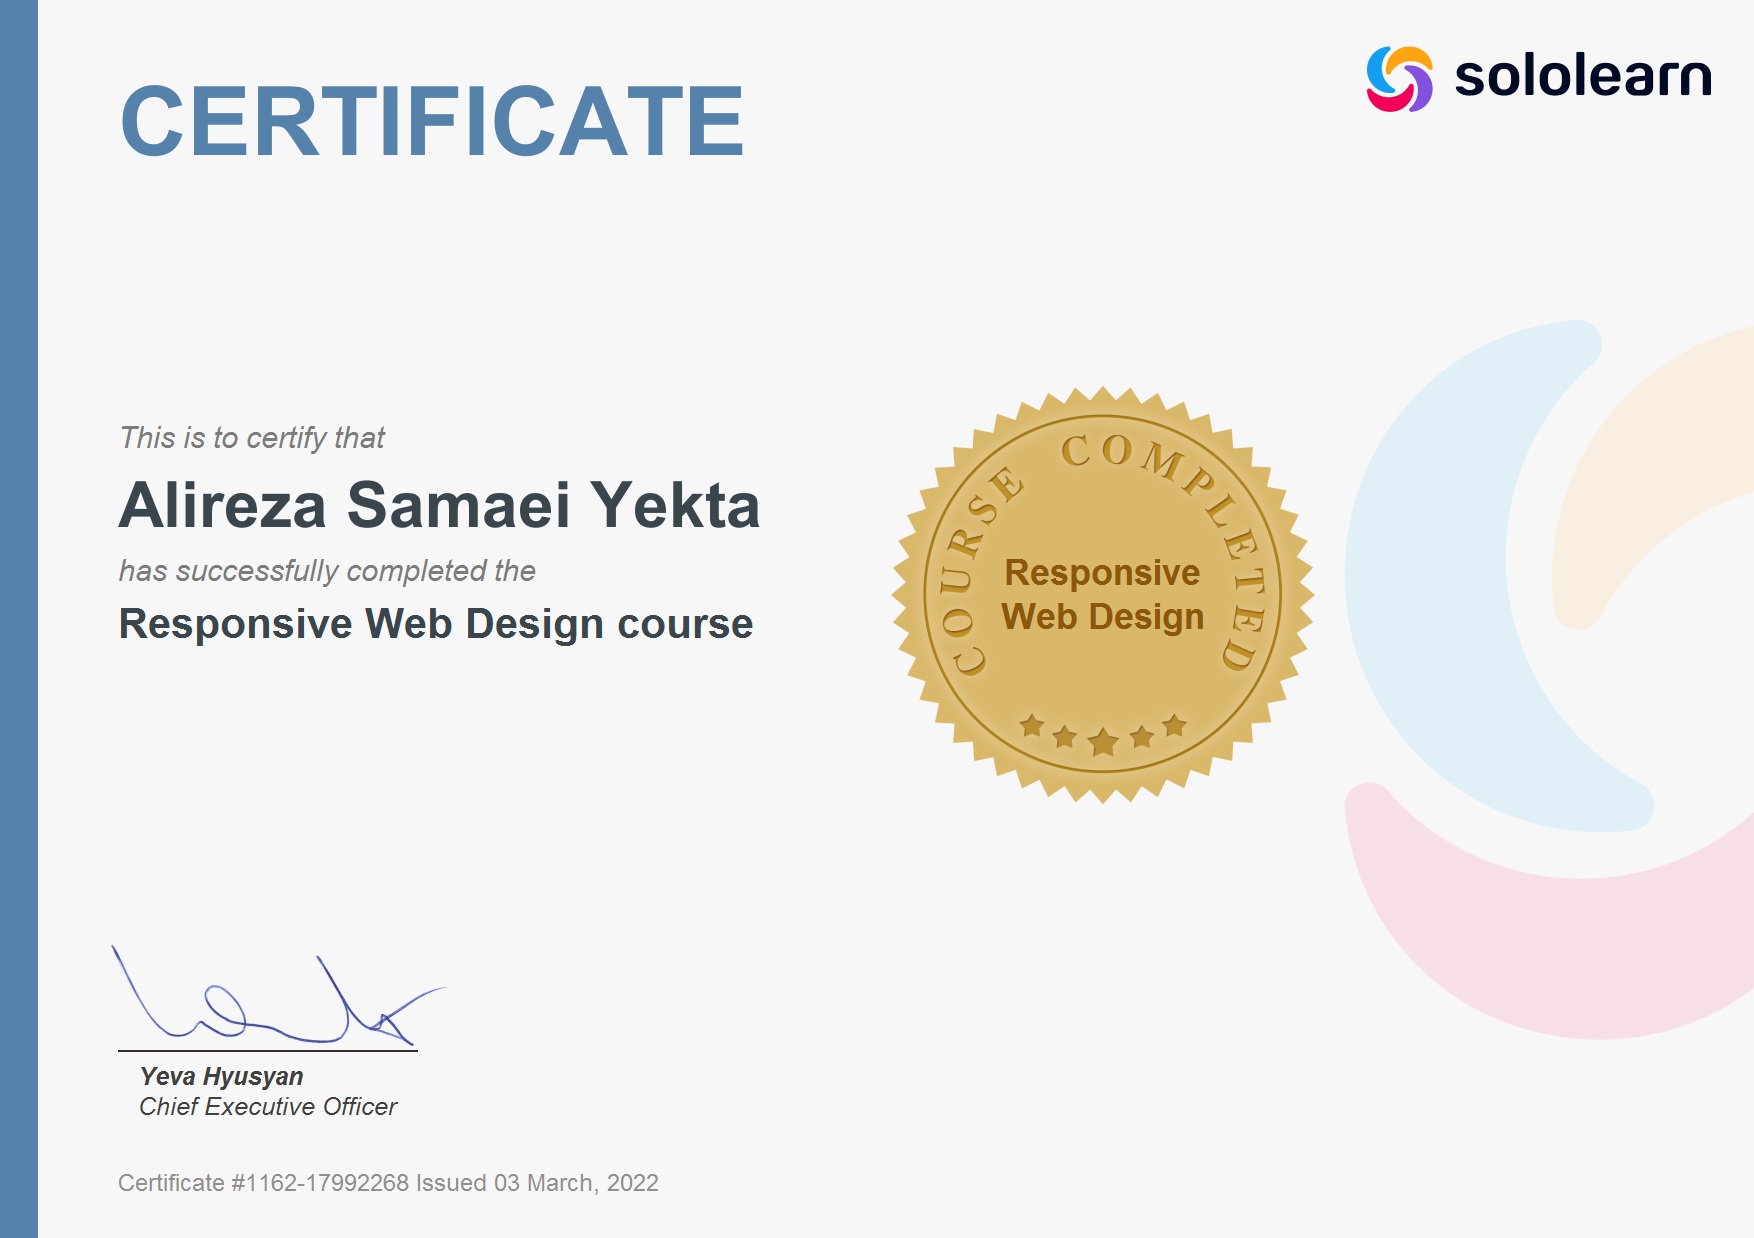 CERTIFICATE
sololearn
This is to certify that
Alireza Samaei Yekta
has successfully completed the
Responsive Web Design course
COURSE COMPLETED
Responsive
Web Design
Yeva Hyusyan
Chief Executive Officer
Certificate #1162-17992268 Issued 03 March, 2022